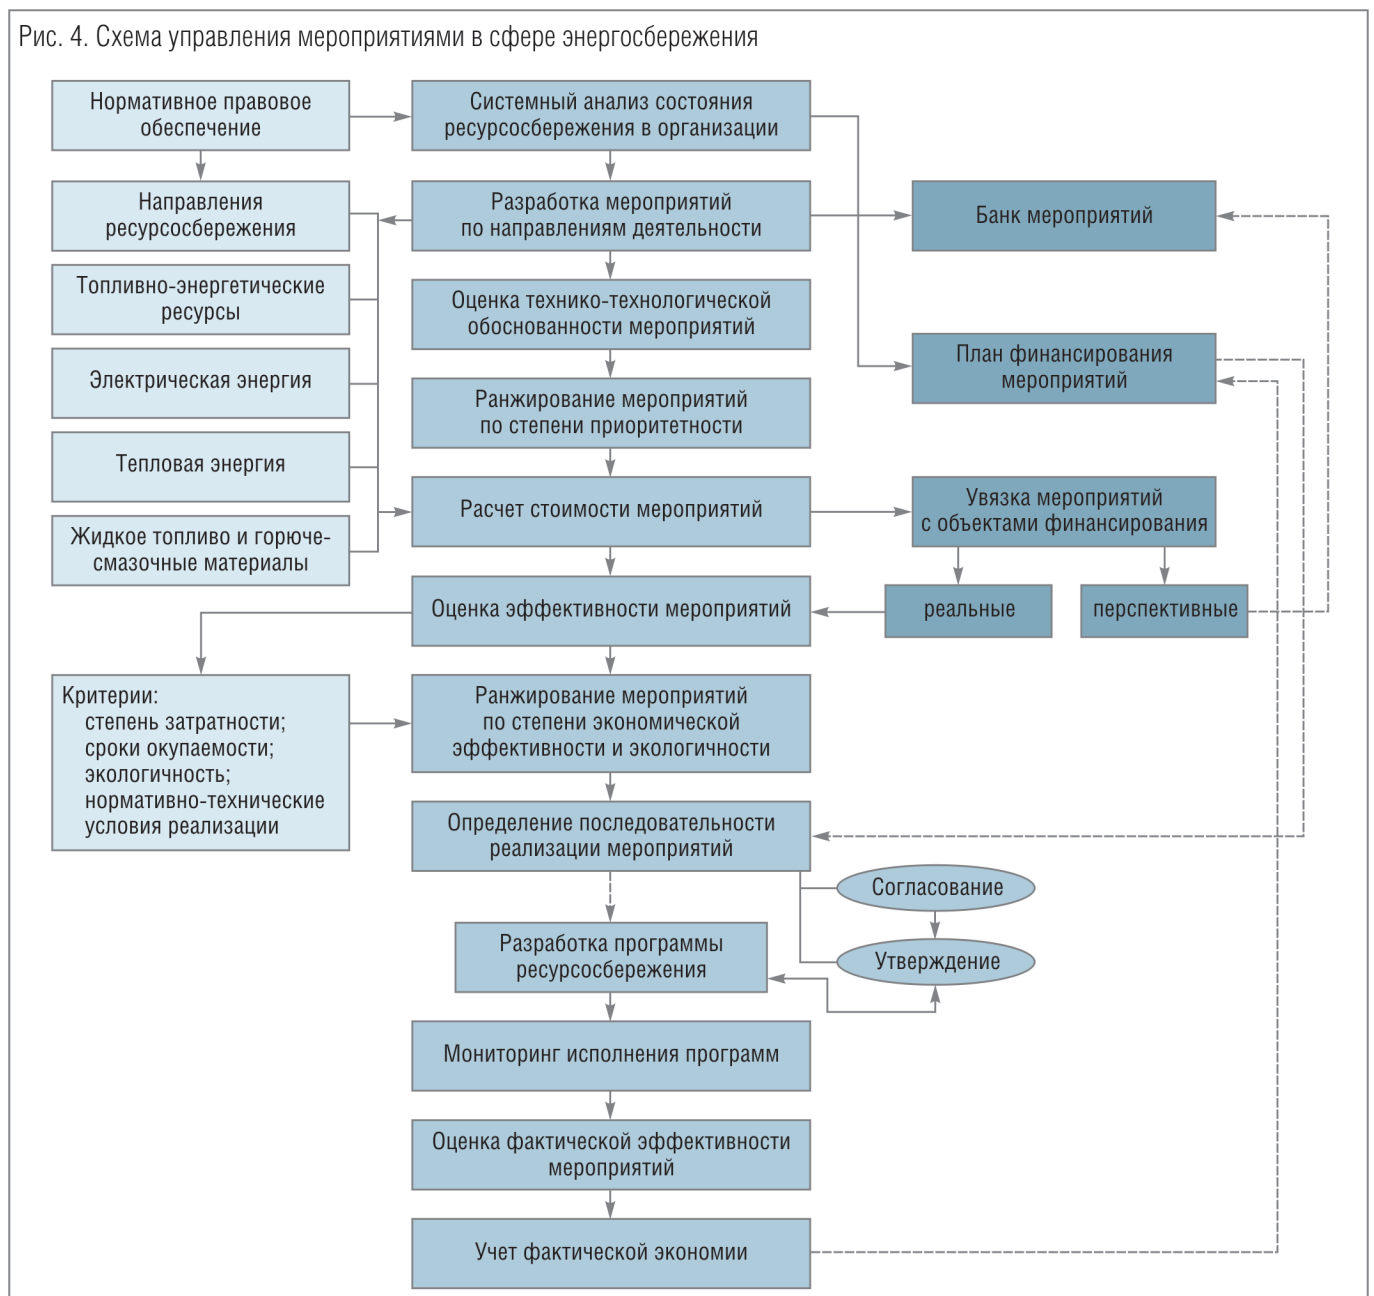 Рис. 4. Схема управления мероприятиями в сфере энергосбережения
Нормативное правовое
обеспечение
Системный анализ состояния
ресурсосбережения в организации
Направления
ресурсосбережения
Разработка мероприятий
по направлениям деятельности
Банк мероприятий
Топливно-энергетические
ресурсы
Оценка технико-технологической
обоснованности мероприятий
Электрическая энергия
Ранжирование мероприятий
по степени приоритетности
План финансирования
мероприятий
Тепловая энергия
Расчет стоимости мероприятий
Увязка мероприятий
с объектами финансирования
Жидкое топливо и горюче-
смазочные материалы
Оценка эффективности мероприятий
реальные
перспективные
Критерии:
степень затратности;
сроки окупаемости;
экологичность;
нормативно-технические
условия реализации
Ранжирование мероприятий
по степени экономической
эффективности и экологичности
Определение последовательности
реализации мероприятий
Согласование
Утверждение
Разработка программы
ресурсосбережения
Мониторинг исполнения программ
Оценка фактической эффективности
мероприятий
Учет фактической экономии